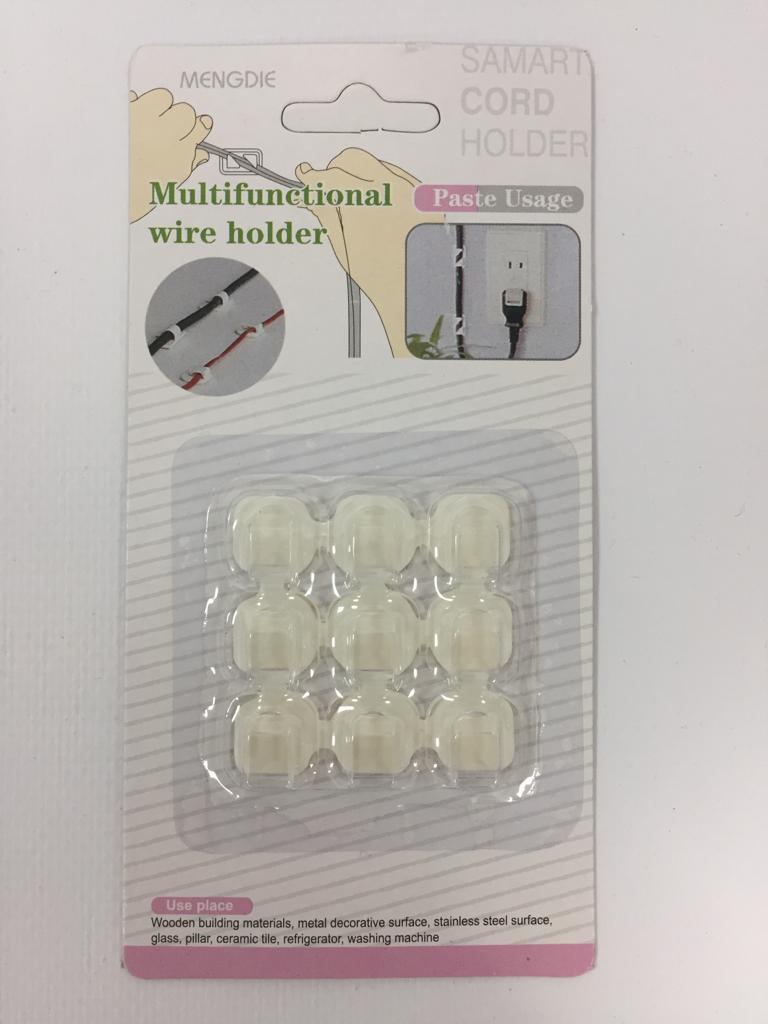 MENGDIE
SAMART
CORD
HOLDER
Multifunctional
wire holder
Paste Usage
Use place
Wooden building materials, metal decorative surface, stainless steel surface,
glass, pillar, ceramic tile, refrigerator, washing machine